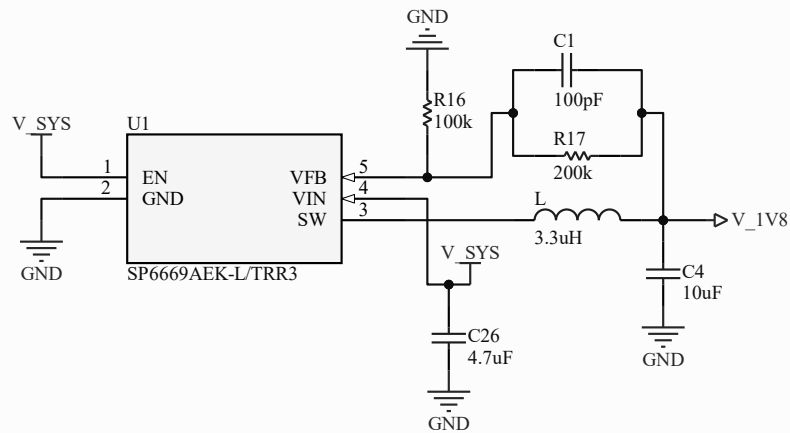 GND
C1
100pF
R16
100k
R17
200k
V_SYS
U1
1
EN
2
GND
VFB
5
VIN
4
SW
3
L
3.3uH
V_1V8
GND
SP6669AEK-L/TRR3
V_SYS
C4
10uF
C26
4.7uF
GND
GND